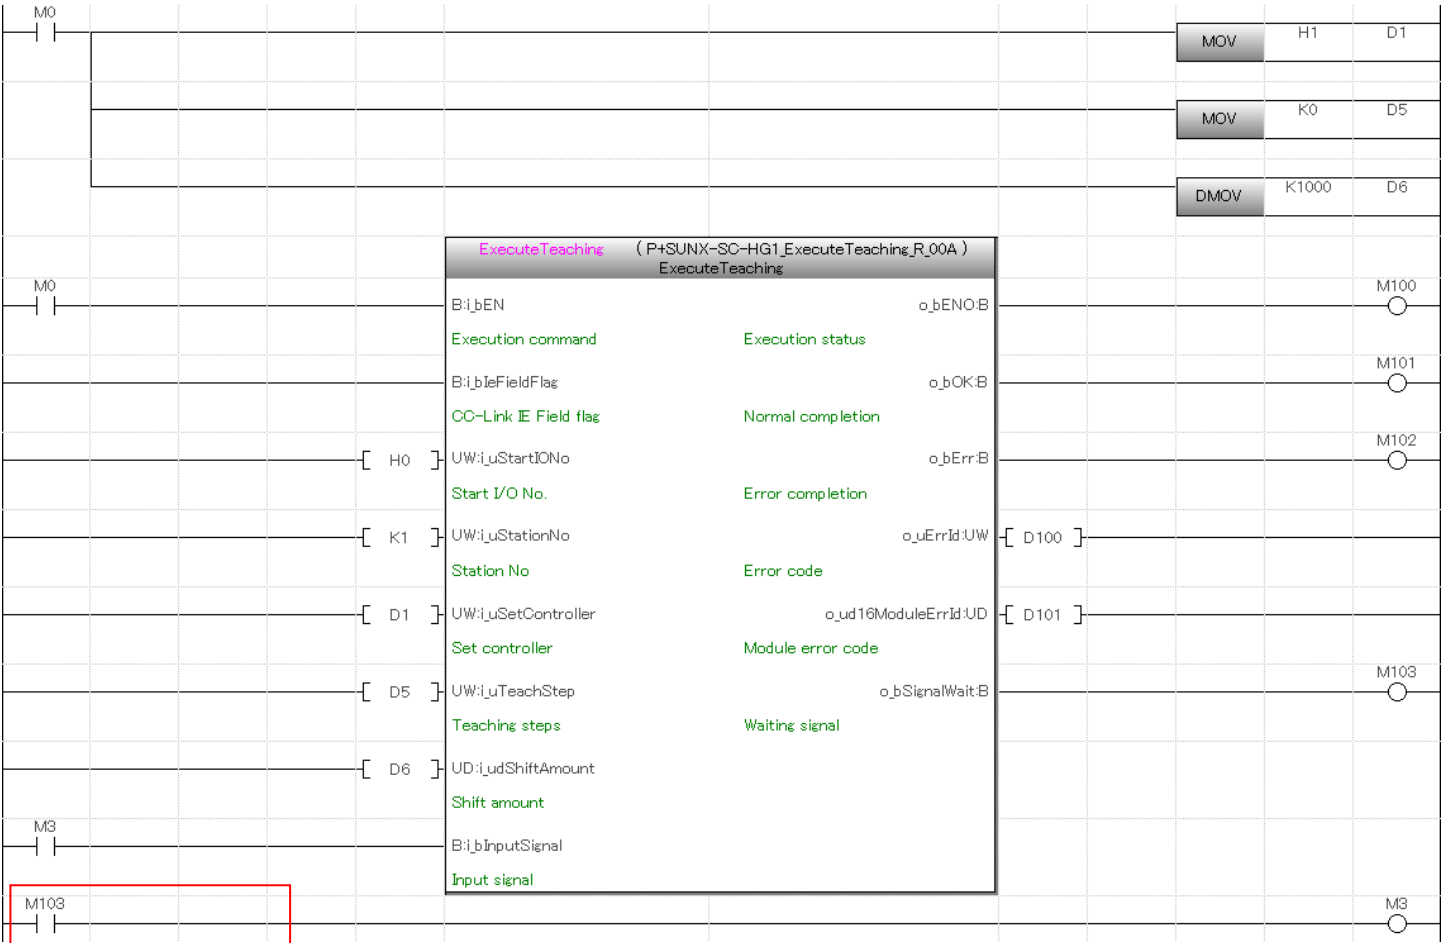 M0
MOV H1 D1
MOV K0 D5
DMOV K1000 D6
ExecuteTeaching (P+SUNX-SC-HG1_ExecuteTeaching_R_00A)
ExecuteTeaching
M0 B:i_bEN o_bENO:B M100
Execution command Execution status
B:i_bIeFieldFlag o_bOK:B M101
CC-Link IE Field flag Normal completion
H0 UW:i_uStartIONo o_bErr:B M102
Start I/O No. Error completion
K1 UW:i_uStationNo o_uErrId:UW D100
Station No Error code
D1 UW:i_uSetController o_ud16ModuleErrId:UD D101
Set controller Module error code
D5 UW:i_uTeachStep o_bSignalWait:B M103
Teaching steps Waiting signal
D6 UD:i_udShiftAmount
Shift amount
M3 B:i_bInputSignal
Input signal
M103 M3